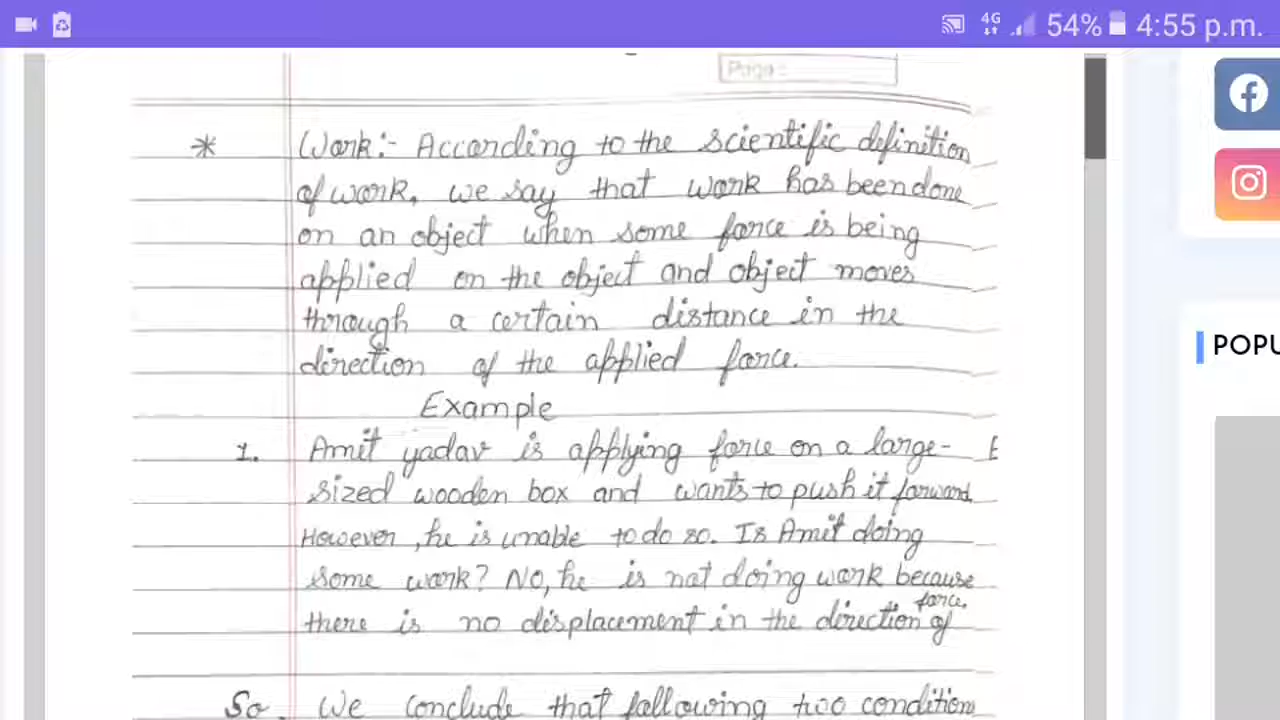 4G 54% 4:55 p.m.
Page:
* Work:- According to the scientific definition
of work, we say that work has been done
on an object when some force is being
applied on the object and object moves
through a certain distance in the
direction of the applied force.
Example
1. Amit yadav is applying force on a large-
sized wooden box and wants to push it forward.
However, he is unable to do so. Is Amit doing
some work? No, he is not doing work because
there is no displacement in the direction of force.
So, We conclude that following two condition
POPU